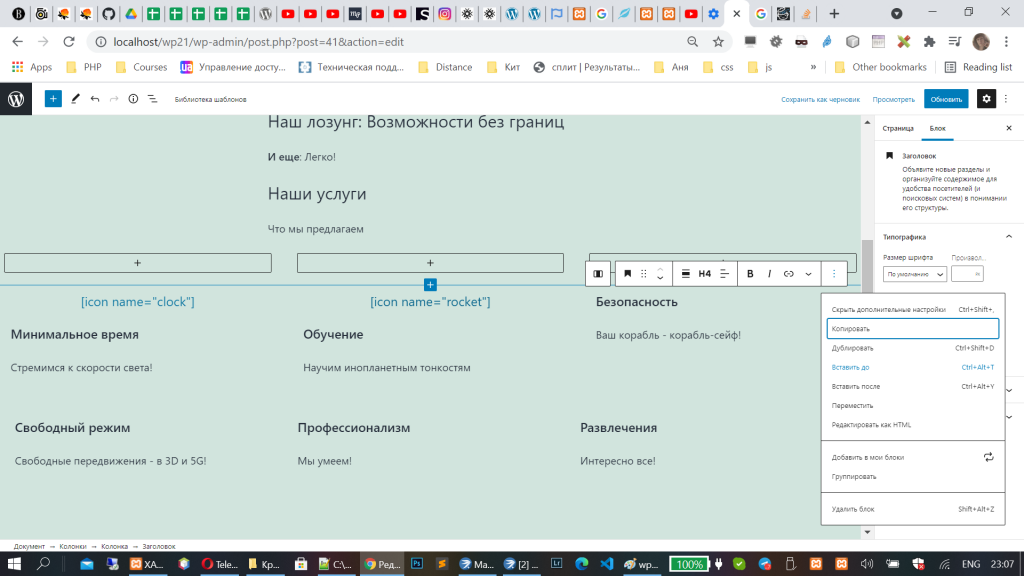 localhost/wp21/wp-admin/post.php?post=41&action=edit
Apps PHP Courses Управление досту... Техническая подд... Distance Кит сплит | Результаты... Аня css js » Other bookmarks Reading list
Библиотека шаблонов Сохранить как черновик Просмотреть Обновить
Наш лозунг: Возможности без границ
И еще: Легко!
Наши услуги
Что мы предлагаем
H4 B I
[icon name="clock"] [icon name="rocket"] Безопасность
Минимальное время Обучение Ваш корабль - корабль-сейф!
Стремимся к скорости света! Научим инопланетным тонкостям
Свободный режим Профессионализм Развлечения
Свободные передвижения - в 3D и 5G! Мы умеем! Интересно все!
Страница Блок
Заголовок
Объявите новые разделы и
организуйте содержимое для
удобства посетителей (и
поисковых систем) в понимании
его структуры.
Типографика
Размер шрифта Произвол...
По умолчанию
Скрыть дополнительные настройки Ctrl+Shift+,
Копировать
Дублировать Ctrl+Shift+D
Вставить до Ctrl+Alt+T
Вставить после Ctrl+Alt+Y
Переместить
Редактировать как HTML
Добавить в мои блоки
Группировать
Удалить блок Shift+Alt+Z
Документ → Колонки → Колонка → Заголовок
XA... Tele... Кр... C:\... Ред... Ps Ma... [2] ... Lr wp... 100% ENG 23:07